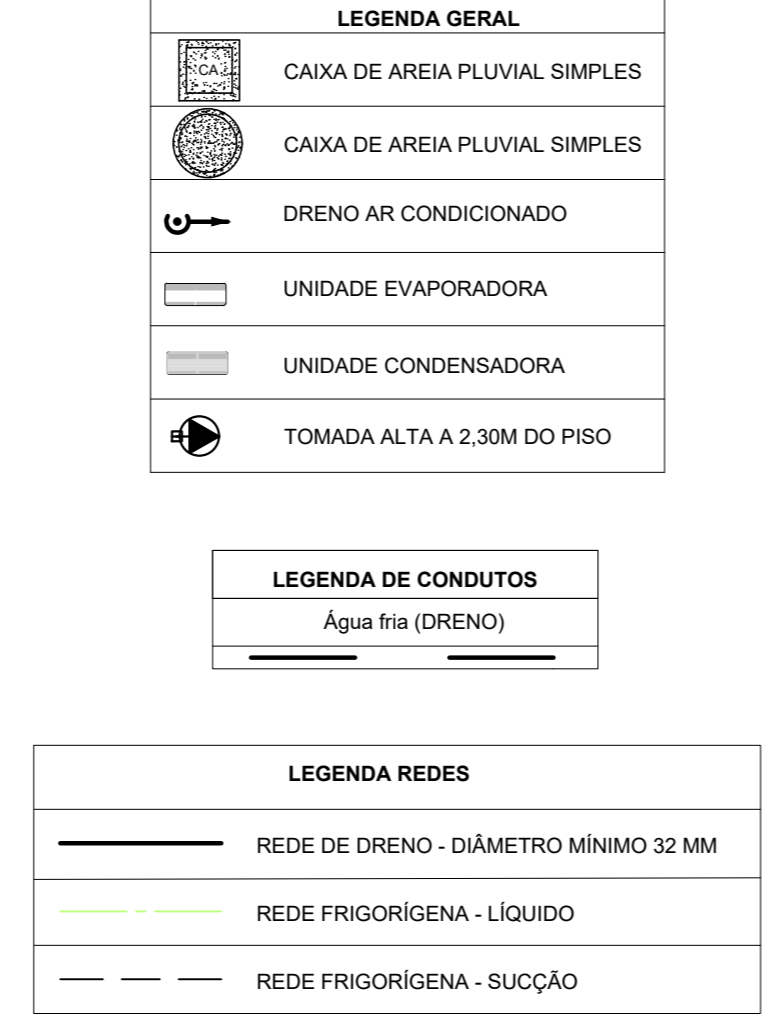 LEGENDA GERAL
CA
CAIXA DE AREIA PLUVIAL SIMPLES
CAIXA DE AREIA PLUVIAL SIMPLES
DRENO AR CONDICIONADO
UNIDADE EVAPORADORA
UNIDADE CONDENSADORA
TOMADA ALTA A 2,30M DO PISO
LEGENDA DE CONDUTOS
Água fria (DRENO)
LEGENDA REDES
REDE DE DRENO - DIÂMETRO MÍNIMO 32 MM
REDE FRIGORÍGENA - LÍQUIDO
REDE FRIGORÍGENA - SUCÇÃO